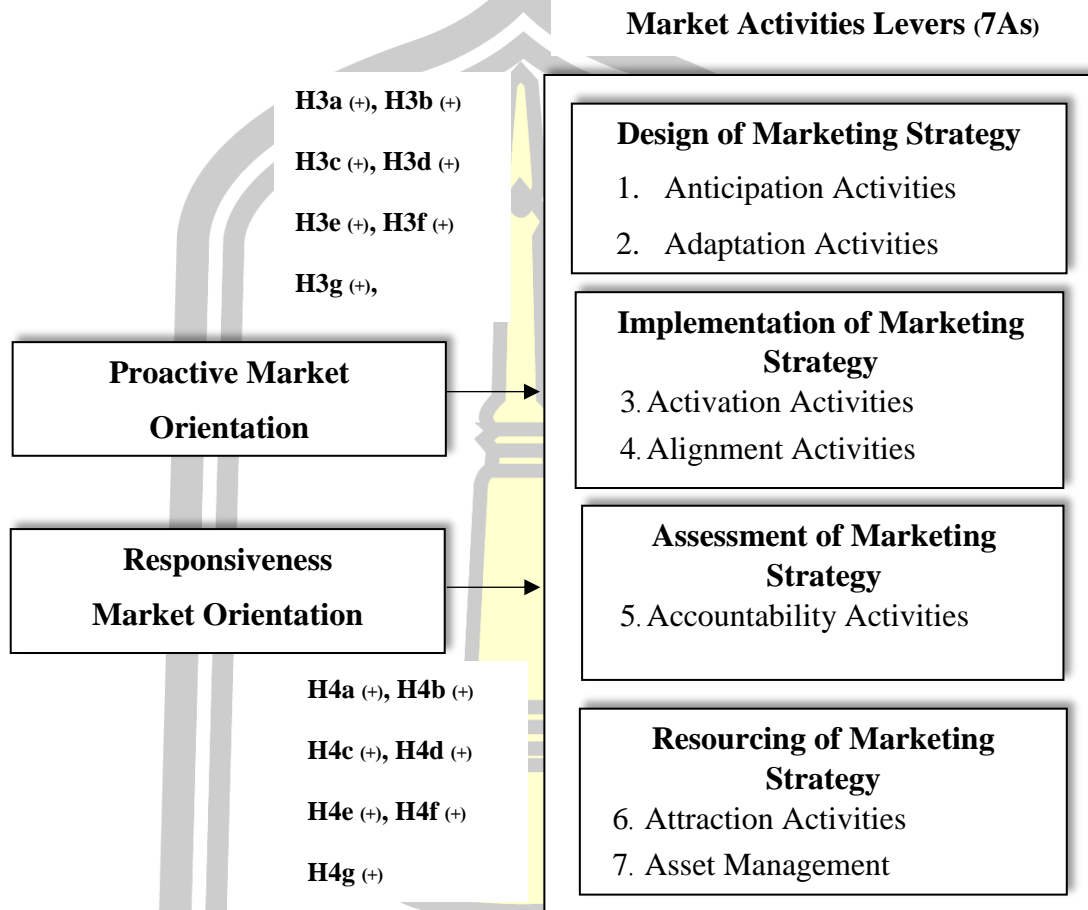 Market Activities Levers (7As)
H3a (+), H3b (+)
H3c (+), H3d (+)
H3e (+), H3f (+)
H3g (+),
Proactive Market
Orientation
Responsiveness
Market Orientation
H4a (+), H4b (+)
H4c (+), H4d (+)
H4e (+), H4f (+)
H4g (+)
Design of Marketing Strategy
1. Anticipation Activities
2. Adaptation Activities
Implementation of Marketing
Strategy
3. Activation Activities
4. Alignment Activities
Assessment of Marketing
Strategy
5. Accountability Activities
Resourcing of Marketing
Strategy
6. Attraction Activities
7. Asset Management